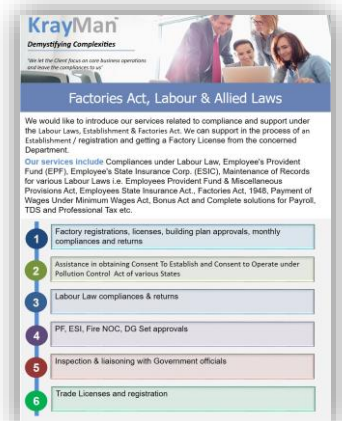 KrayMan™
Demystifying Complexities
"We let the Client focus on core business operations
and leave the compliances to us"
Factories Act, Labour & Allied Laws
We would like to introduce our services related to compliance and support under
the Labour Laws, Establishment & Factories Act. We can support in the process of an
Establishment / registration and getting a Factory License from the concerned
Department.
Our services include Compliances under Labour Law, Employee's Provident
Fund (EPF), Employee's State Insurance Corp. (ESIC), Maintenance of Records
for various Labour Laws i.e. Employees Provident Fund & Miscellaneous
Provisions Act, Employees State Insurance Act., Factories Act, 1948, Payment of
Wages Under Minimum Wages Act, Bonus Act and Complete solutions for Payroll,
TDS and Professional Tax etc.
1 Factory registrations, licenses, building plan approvals, monthly
compliances and returns
2 Assistance in obtaining Consent To Establish and Consent to Operate under
Pollution Control Act of various States
3 Labour Law compliances & returns
4 PF, ESI, Fire NOC, DG Set approvals
5 Inspection & liaisoning with Government officials
6 Trade Licenses and registration